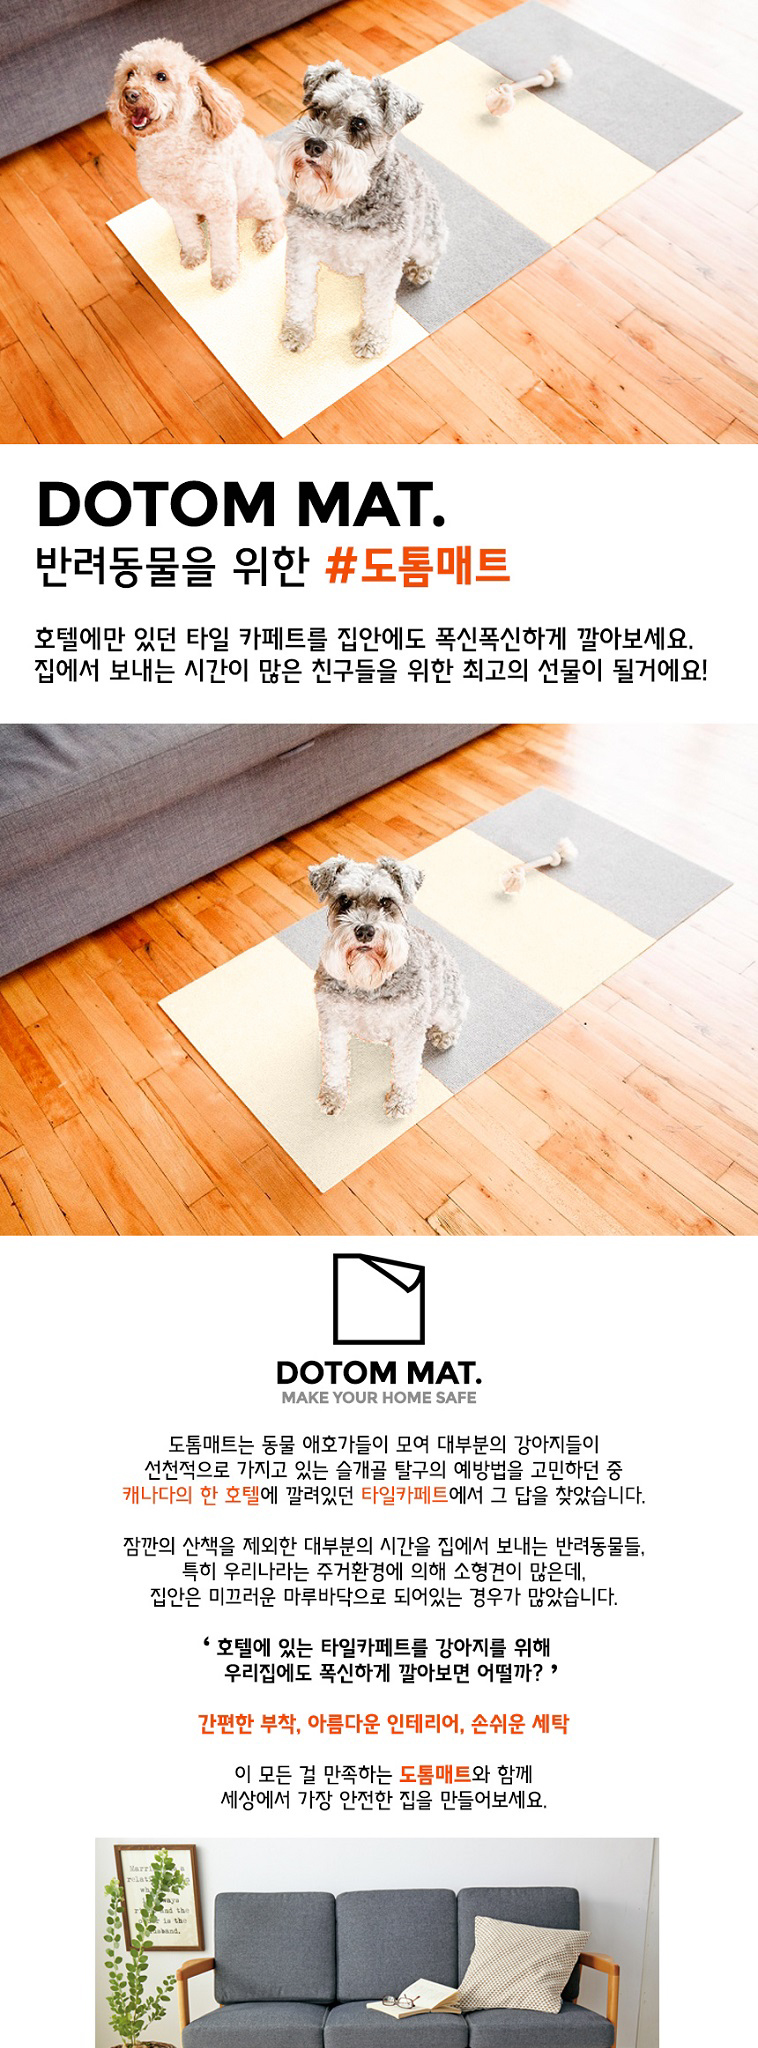 DOTOM MAT.
반려동물을 위한 #도톰매트
호텔에만 있던 타일 카페트를 집안에도 폭신폭신하게 깔아보세요.
집에서 보내는 시간이 많은 친구들을 위한 최고의 선물이 될거에요!
DOTOM MAT.
MAKE YOUR HOME SAFE
도톰매트는 동물 애호가들이 모여 대부분의 강아지들이
선천적으로 가지고 있는 슬개골 탈구의 예방법을 고민하던 중
캐나다의 한 호텔에 깔려있던 타일카페트에서 그 답을 찾았습니다.
잠깐의 산책을 제외한 대부분의 시간을 집에서 보내는 반려동물들,
특히 우리나라는 주거환경에 의해 소형견이 많은데,
집안은 미끄러운 마루바닥으로 되어있는 경우가 많았습니다.
‘ 호텔에 있는 타일카페트를 강아지를 위해
우리집에도 폭신하게 깔아보면 어떨까? ’
간편한 부착, 아름다운 인테리어, 손쉬운 세탁
이 모든 걸 만족하는 도톰매트와 함께
세상에서 가장 안전한 집을 만들어보세요.